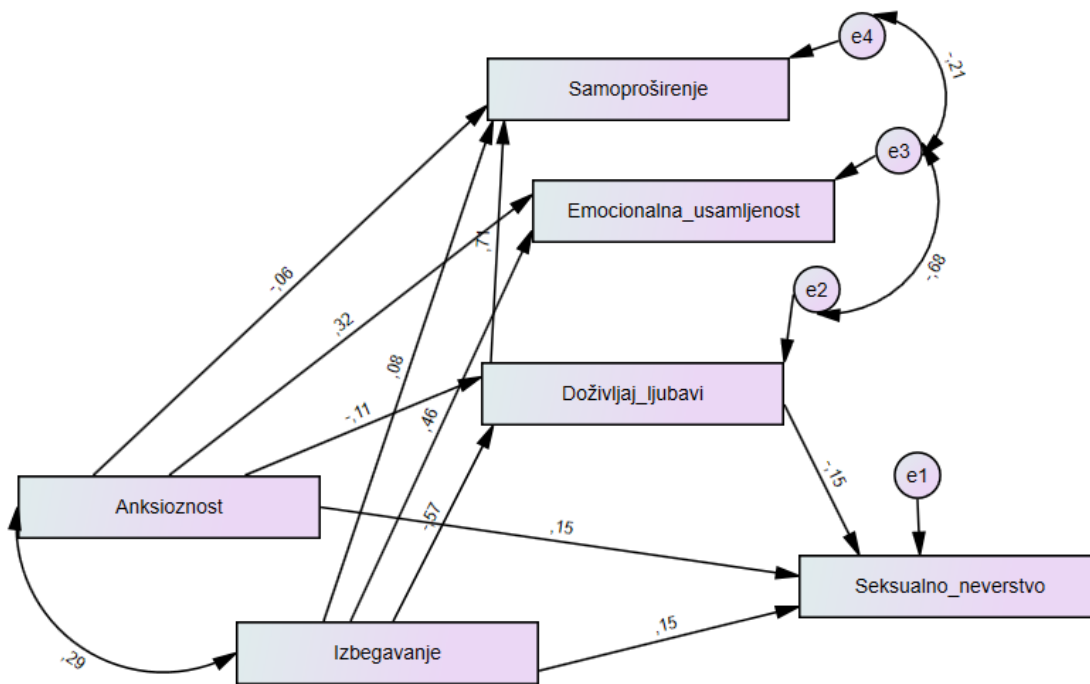 e4
-,21
Samoproširenje
e3
Emocionalna_usamljenost
,71
-,06
,32
-,68
e2
,08
Doživljaj_ljubavi
-,11
,46
-,15
e1
Anksioznost
-,57
,15
Seksualno_neverstvo
,15
Izbegavanje
,29